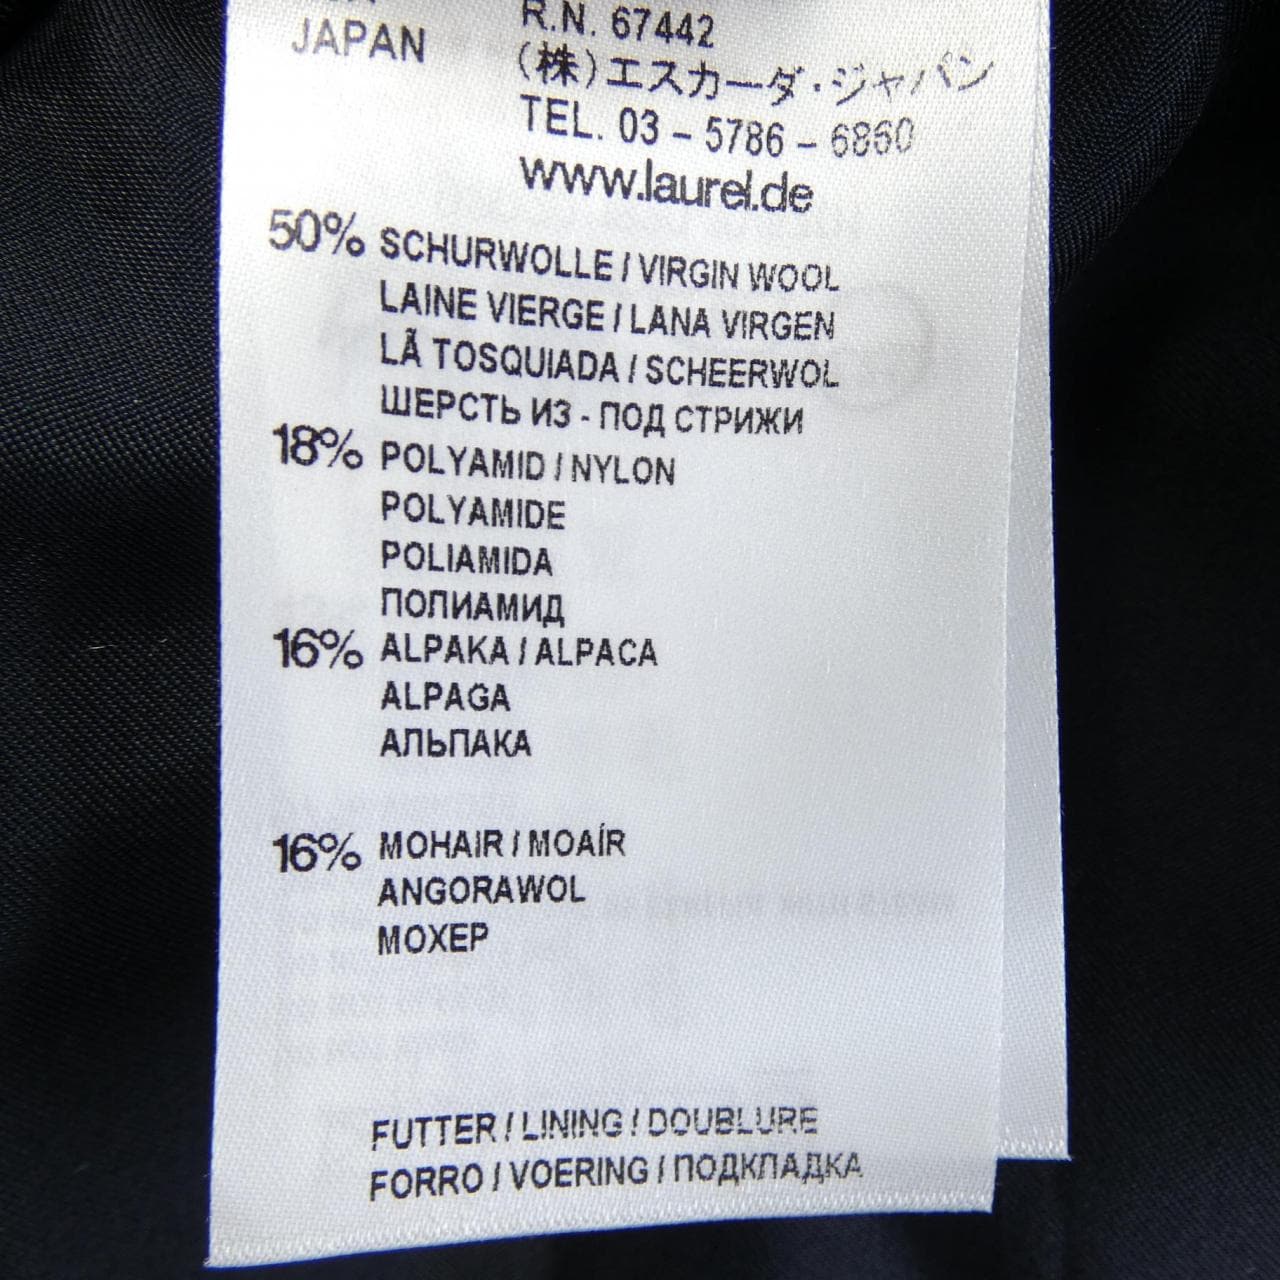 JAPAN
R.N. 67442
(株)エスカーダ・ジャパン
TEL. 03 - 5786 - 6860
www.laurel.de
50% SCHURWOLLE / VIRGIN WOOL
LAINE VIERGE / LANA VIRGEN
LÃ TOSQUIADA / SCHEERWOL
ШЕРСТЬ ИЗ - ПОД СТРИЖКИ
18% POLYAMID / NYLON
POLYAMIDE
POLIAMIDA
ПОЛИАМИД
16% ALPAKA / ALPACA
ALPAGA
АЛЬПАКА
16% MOHAIR / MOAÍR
ANGORAWOL
МОХЕР
FUTTER / LINING / DOUBLURE
FORRO / VOERING / ПОДКЛАДКА